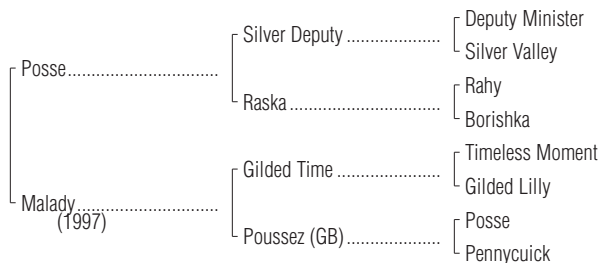 Deputy Minister
Silver Deputy ....................
Silver Valley
Posse................................
Rahy
Raska ................................
Borishka
Timeless Moment
Gilded Time ......................
Gilded Lilly
Malady..............................
(1997)
Posse
Poussez (GB)....................
Pennycuick